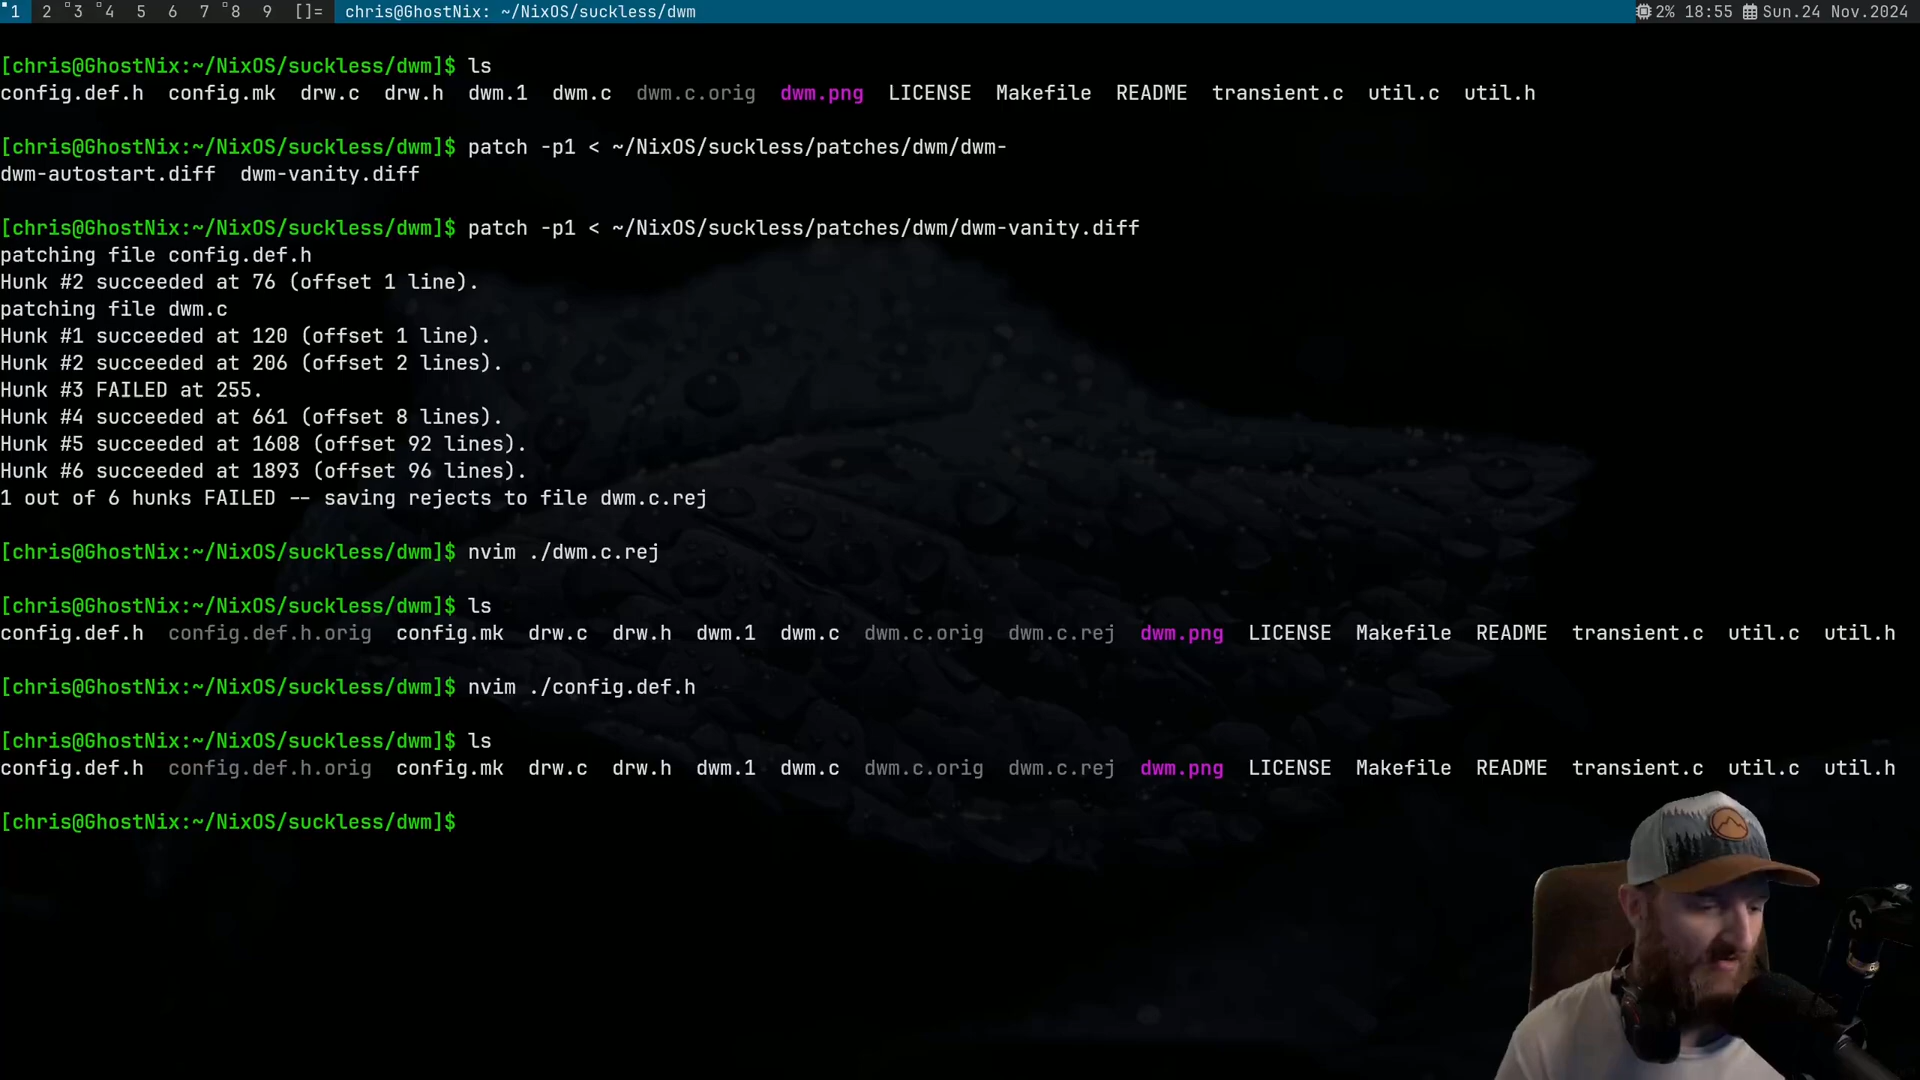 1 2 3 4 5 6 7 8 9 []= chris@GhostNix: ~/NixOS/suckless/dwm 2% 18:55 Sun.24 Nov.2024
[chris@GhostNix:~/NixOS/suckless/dwm]$ ls
config.def.h config.mk drw.c drw.h dwm.1 dwm.c dwm.c.orig dwm.png LICENSE Makefile README transient.c util.c util.h
[chris@GhostNix:~/NixOS/suckless/dwm]$ patch -p1 < ~/NixOS/suckless/patches/dwm/dwm-
dwm-autostart.diff dwm-vanity.diff
[chris@GhostNix:~/NixOS/suckless/dwm]$ patch -p1 < ~/NixOS/suckless/patches/dwm/dwm-vanity.diff
patching file config.def.h
Hunk #2 succeeded at 76 (offset 1 line).
patching file dwm.c
Hunk #1 succeeded at 120 (offset 1 line).
Hunk #2 succeeded at 206 (offset 2 lines).
Hunk #3 FAILED at 255.
Hunk #4 succeeded at 661 (offset 8 lines).
Hunk #5 succeeded at 1608 (offset 92 lines).
Hunk #6 succeeded at 1893 (offset 96 lines).
1 out of 6 hunks FAILED -- saving rejects to file dwm.c.rej
[chris@GhostNix:~/NixOS/suckless/dwm]$ nvim ./dwm.c.rej
[chris@GhostNix:~/NixOS/suckless/dwm]$ ls
config.def.h config.def.h.orig config.mk drw.c drw.h dwm.1 dwm.c dwm.c.orig dwm.c.rej dwm.png LICENSE Makefile README transient.c util.c util.h
[chris@GhostNix:~/NixOS/suckless/dwm]$ nvim ./config.def.h
[chris@GhostNix:~/NixOS/suckless/dwm]$ ls
config.def.h config.def.h.orig config.mk drw.c drw.h dwm.1 dwm.c dwm.c.orig dwm.c.rej dwm.png LICENSE Makefile README transient.c util.c util.h
[chris@GhostNix:~/NixOS/suckless/dwm]$